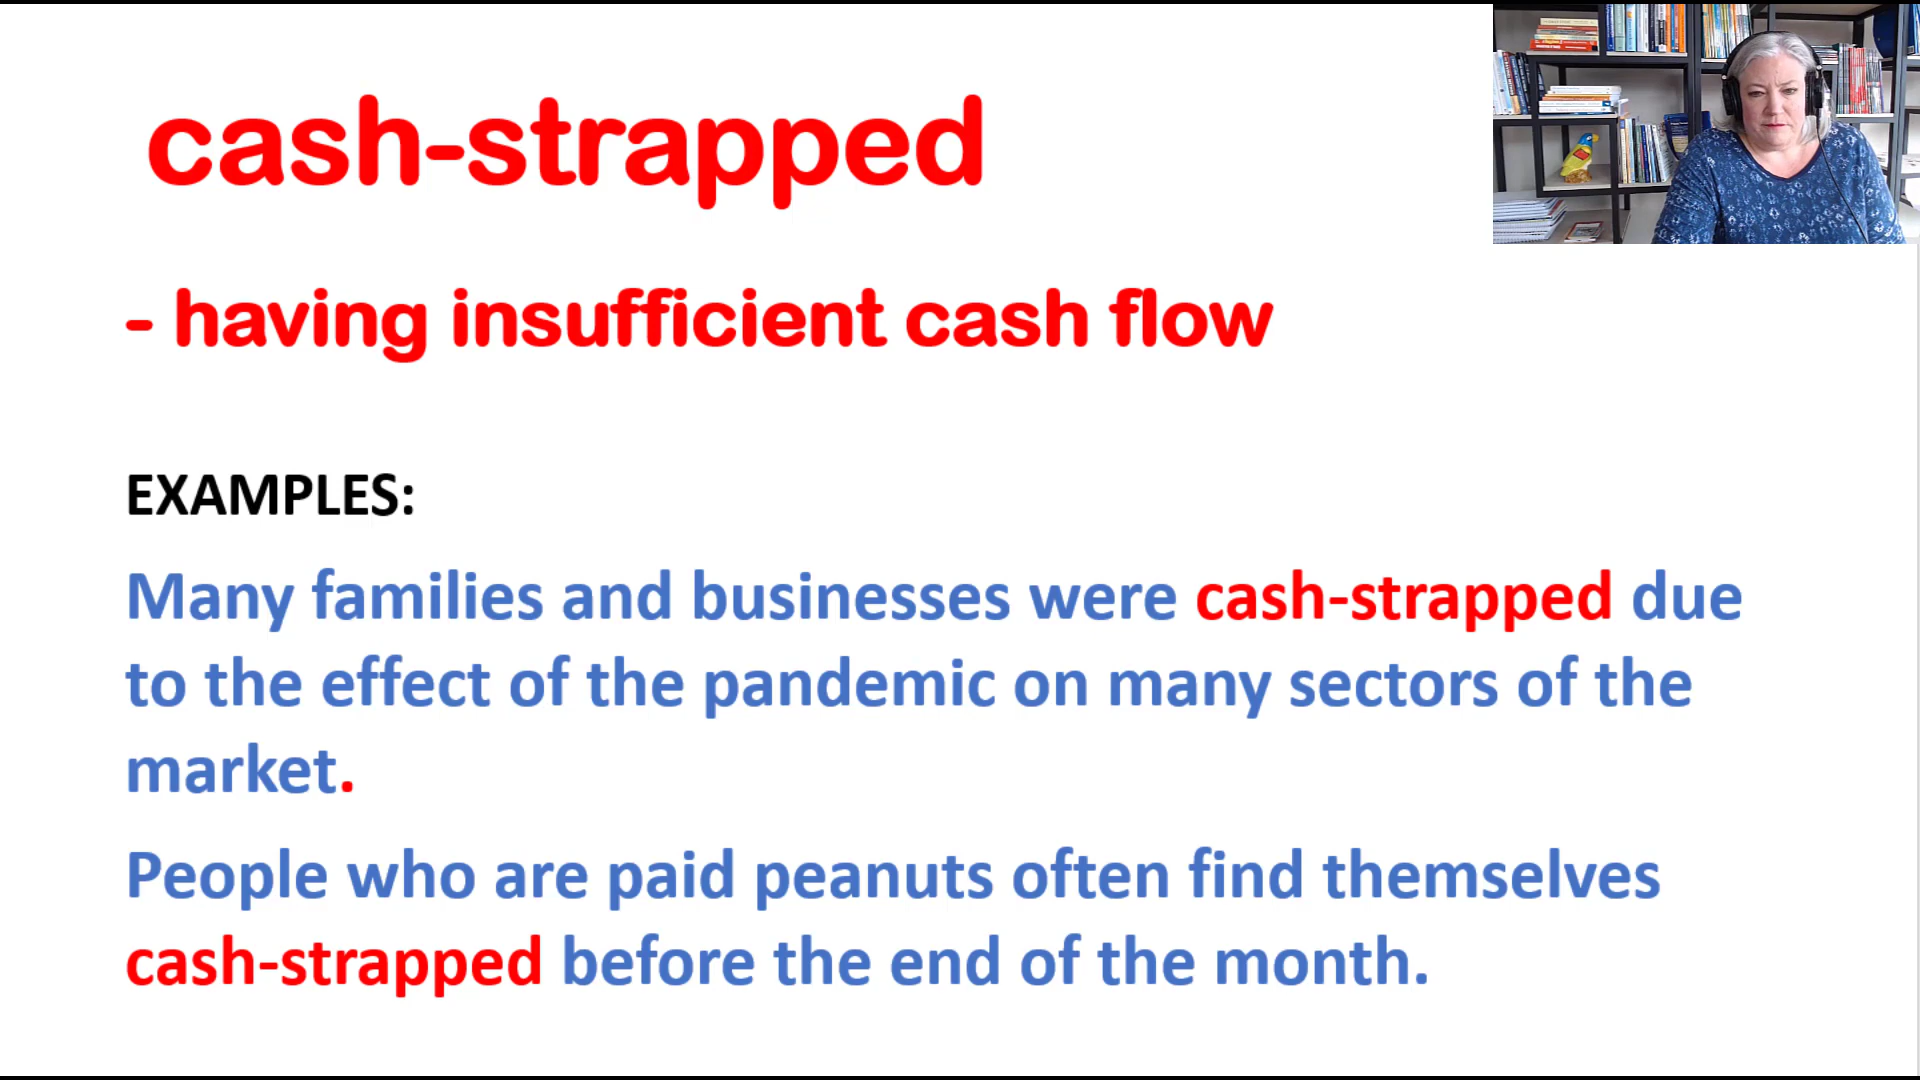 cash-strapped
- having insufficient cash flow
EXAMPLES:
Many families and businesses were cash-strapped due
to the effect of the pandemic on many sectors of the
market.
People who are paid peanuts often find themselves
cash-strapped before the end of the month.